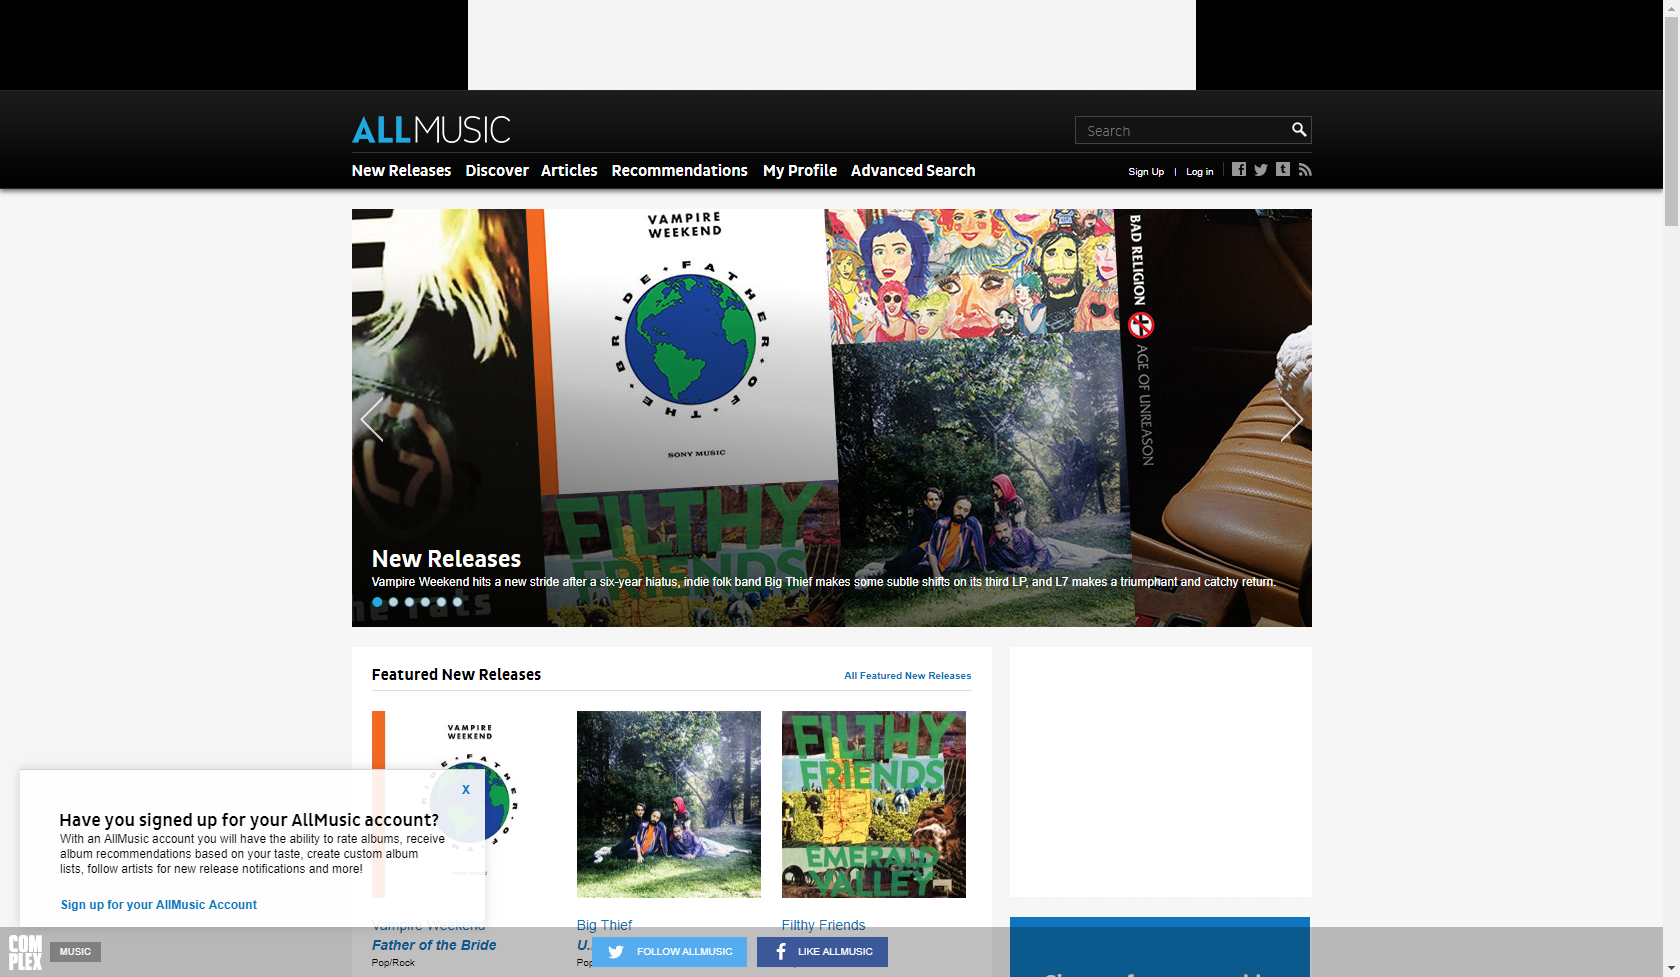 ALLMUSIC
Search
New Releases Discover Articles Recommendations My Profile Advanced Search
Sign Up | Log in
VAMPIRE
WEEKEND
FATHER OF THE BRIDE
SONY MUSIC
BAD RELIGION
AGE OF UNREASON
FILTHY
FRIENDS
New Releases
Vampire Weekend hits a new stride after a six-year hiatus, indie folk band Big Thief makes some subtle shifts on its third LP, and L7 makes a triumphant and catchy return.
Featured New Releases
All Featured New Releases
VAMPIRE
WEEKEND
FILTHY
FRIENDS
EMERALD
VALLEY
X
Have you signed up for your AllMusic account?
With an AllMusic account you will have the ability to rate albums, receive
album recommendations based on your taste, create custom album
lists, follow artists for new release notifications and more!
Sign up for your AllMusic Account
Vampire Weekend
Father of the Bride
Pop/Rock
Big Thief
Filthy Friends
COMPLEX
MUSIC
FOLLOW ALLMUSIC
LIKE ALLMUSIC